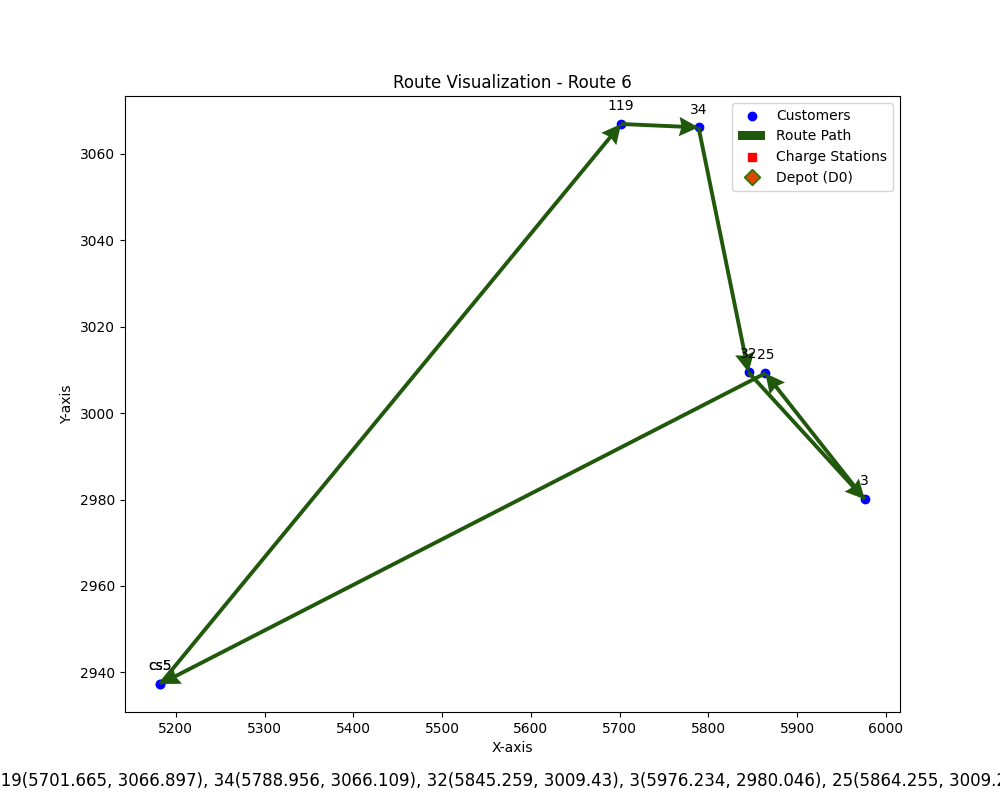 Route Visualization - Route 6
119
34
Customers
Route Path
Charge Stations
Depot (D0)
3060
3040
3020
3000
2980
2960
2940
Y-axis
32
25
3
cs5
5200
5300
5400
5500
5600
5700
5800
5900
6000
X-axis
19(5701.665, 3066.897), 34(5788.956, 3066.109), 32(5845.259, 3009.43), 3(5976.234, 2980.046), 25(5864.255, 3009.2